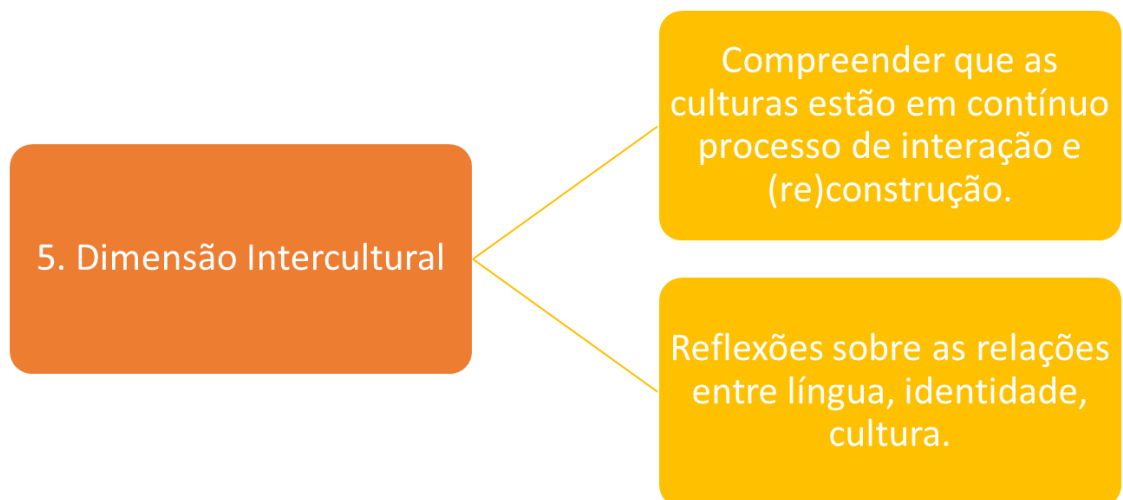 5. Dimensão Intercultural
Compreender que as
culturas estão em contínuo
processo de interação e
(re)construção.
Reflexões sobre as relações
entre língua, identidade,
cultura.